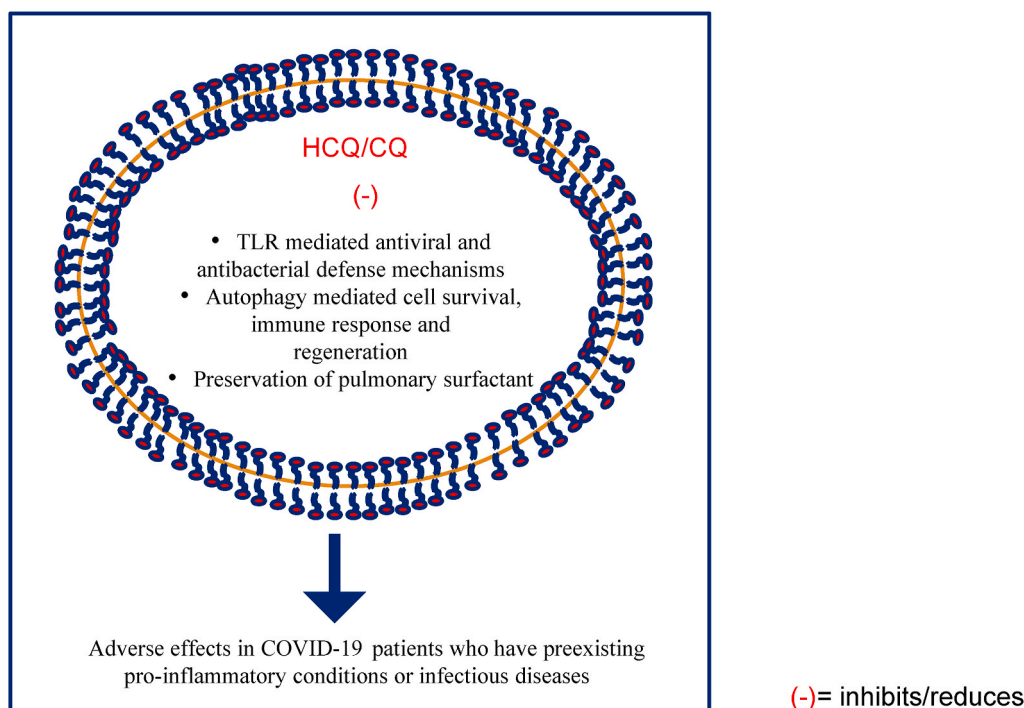 HCQ/CQ
(-)
• TLR mediated antiviral and
antibacterial defense mechanisms
• Autophagy mediated cell survival,
immune response and
regeneration
• Preservation of pulmonary surfactant
Adverse effects in COVID-19 patients who have preexisting
pro-inflammatory conditions or infectious diseases
(-)= inhibits/reduces